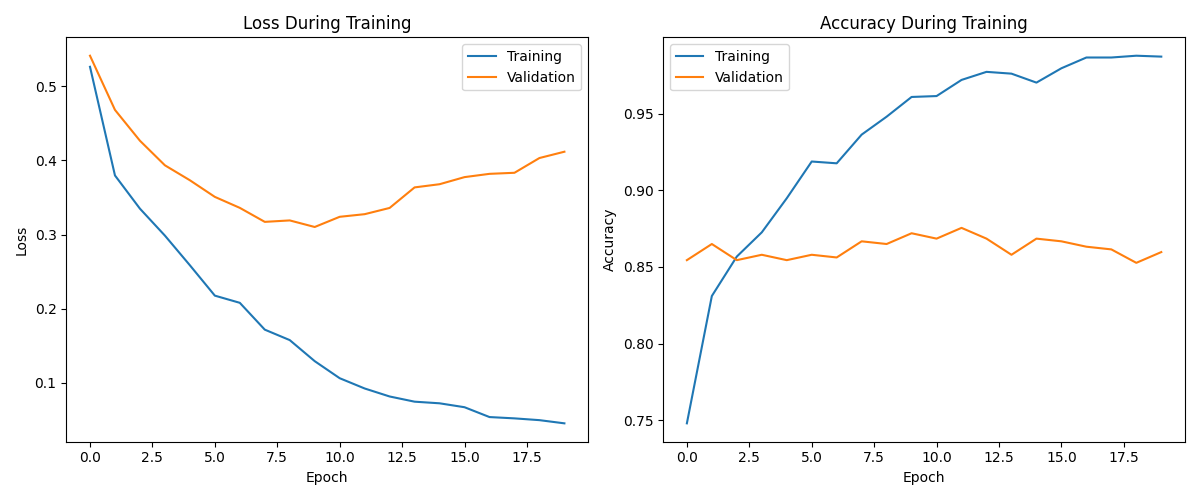 Loss During Training
Training
Validation
0.5
0.4
0.3
0.2
0.1
Loss
0.0 2.5 5.0 7.5 10.0 12.5 15.0 17.5
Epoch
Accuracy During Training
Training
Validation
0.95
0.90
0.85
0.80
0.75
Accuracy
0.0 2.5 5.0 7.5 10.0 12.5 15.0 17.5
Epoch